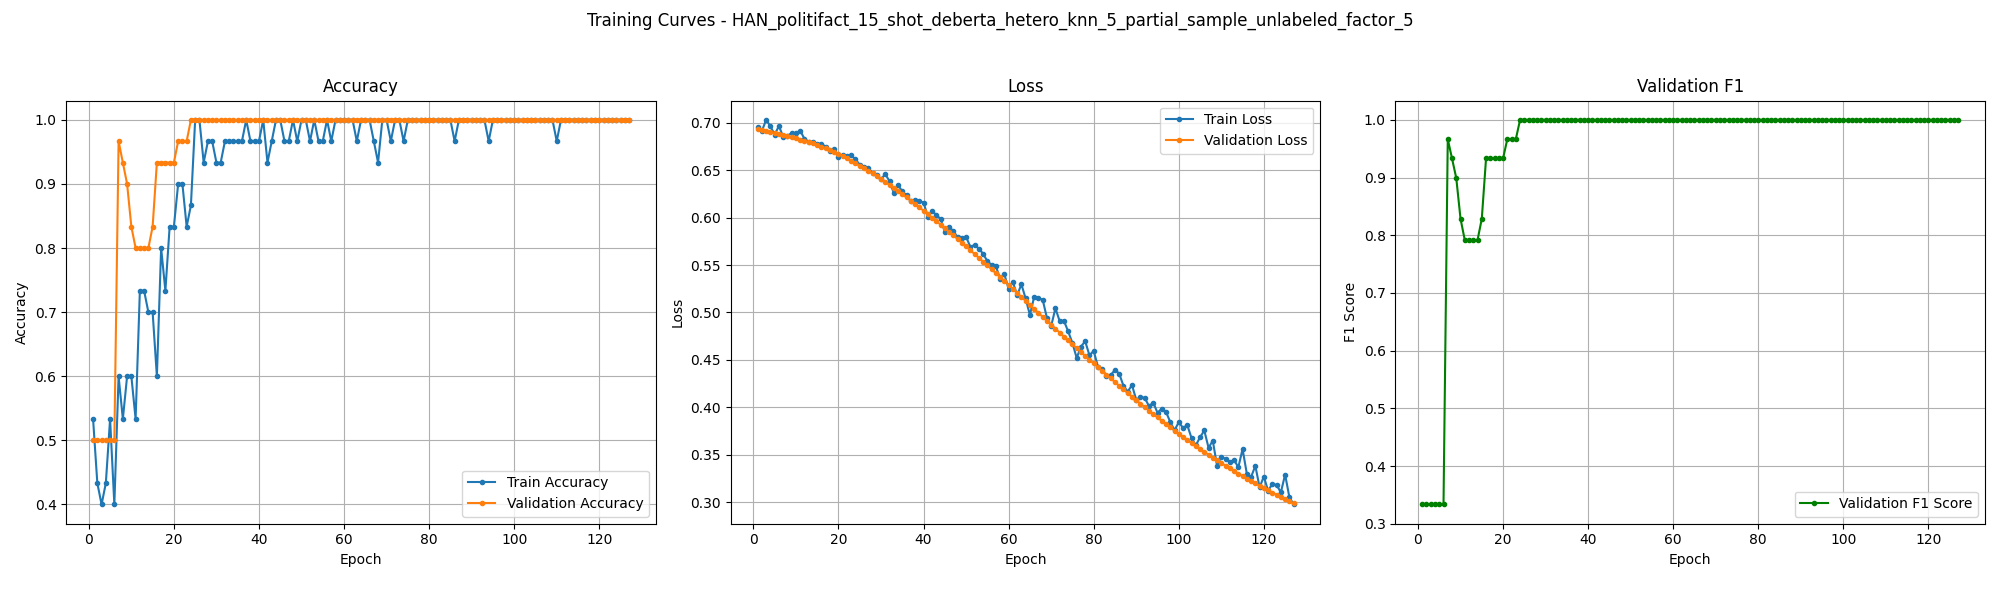 Training Curves - HAN_politifact_15_shot_deberta_hetero_knn_5_partial_sample_unlabeled_factor_5
Accuracy
Accuracy
1.0
0.9
0.8
0.7
0.6
0.5
0.4
Train Accuracy
Validation Accuracy
0 20 40 60 80 100 120
Epoch
Loss
Loss
0.70
0.65
0.60
0.55
0.50
0.45
0.40
0.35
0.30
Train Loss
Validation Loss
0 20 40 60 80 100 120
Epoch
Validation F1
F1 Score
1.0
0.9
0.8
0.7
0.6
0.5
0.4
0.3
Validation F1 Score
0 20 40 60 80 100 120
Epoch